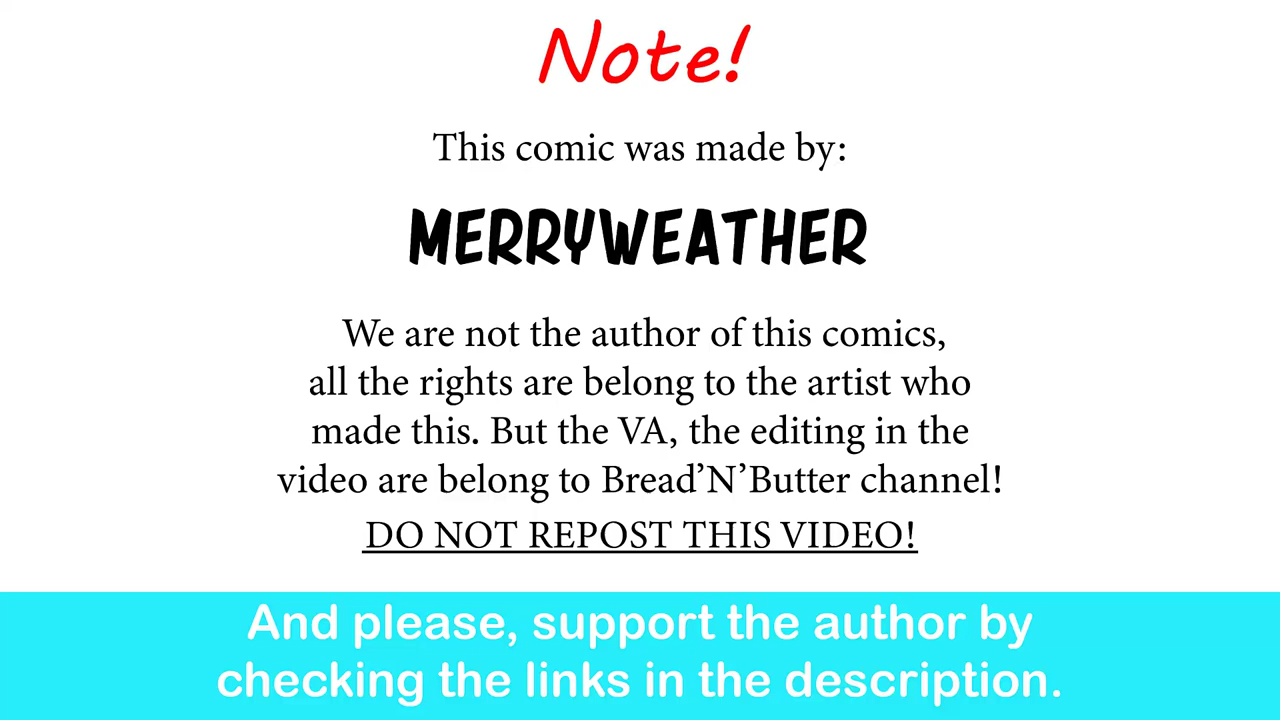 Note!
This comic was made by:
MERRYWEATHER
We are not the author of this comics,
all the rights are belong to the artist who
made this. But the VA, the editing in the
video are belong to Bread’N’Butter channel!
DO NOT REPOST THIS VIDEO!
And please, support the author by
checking the links in the description.